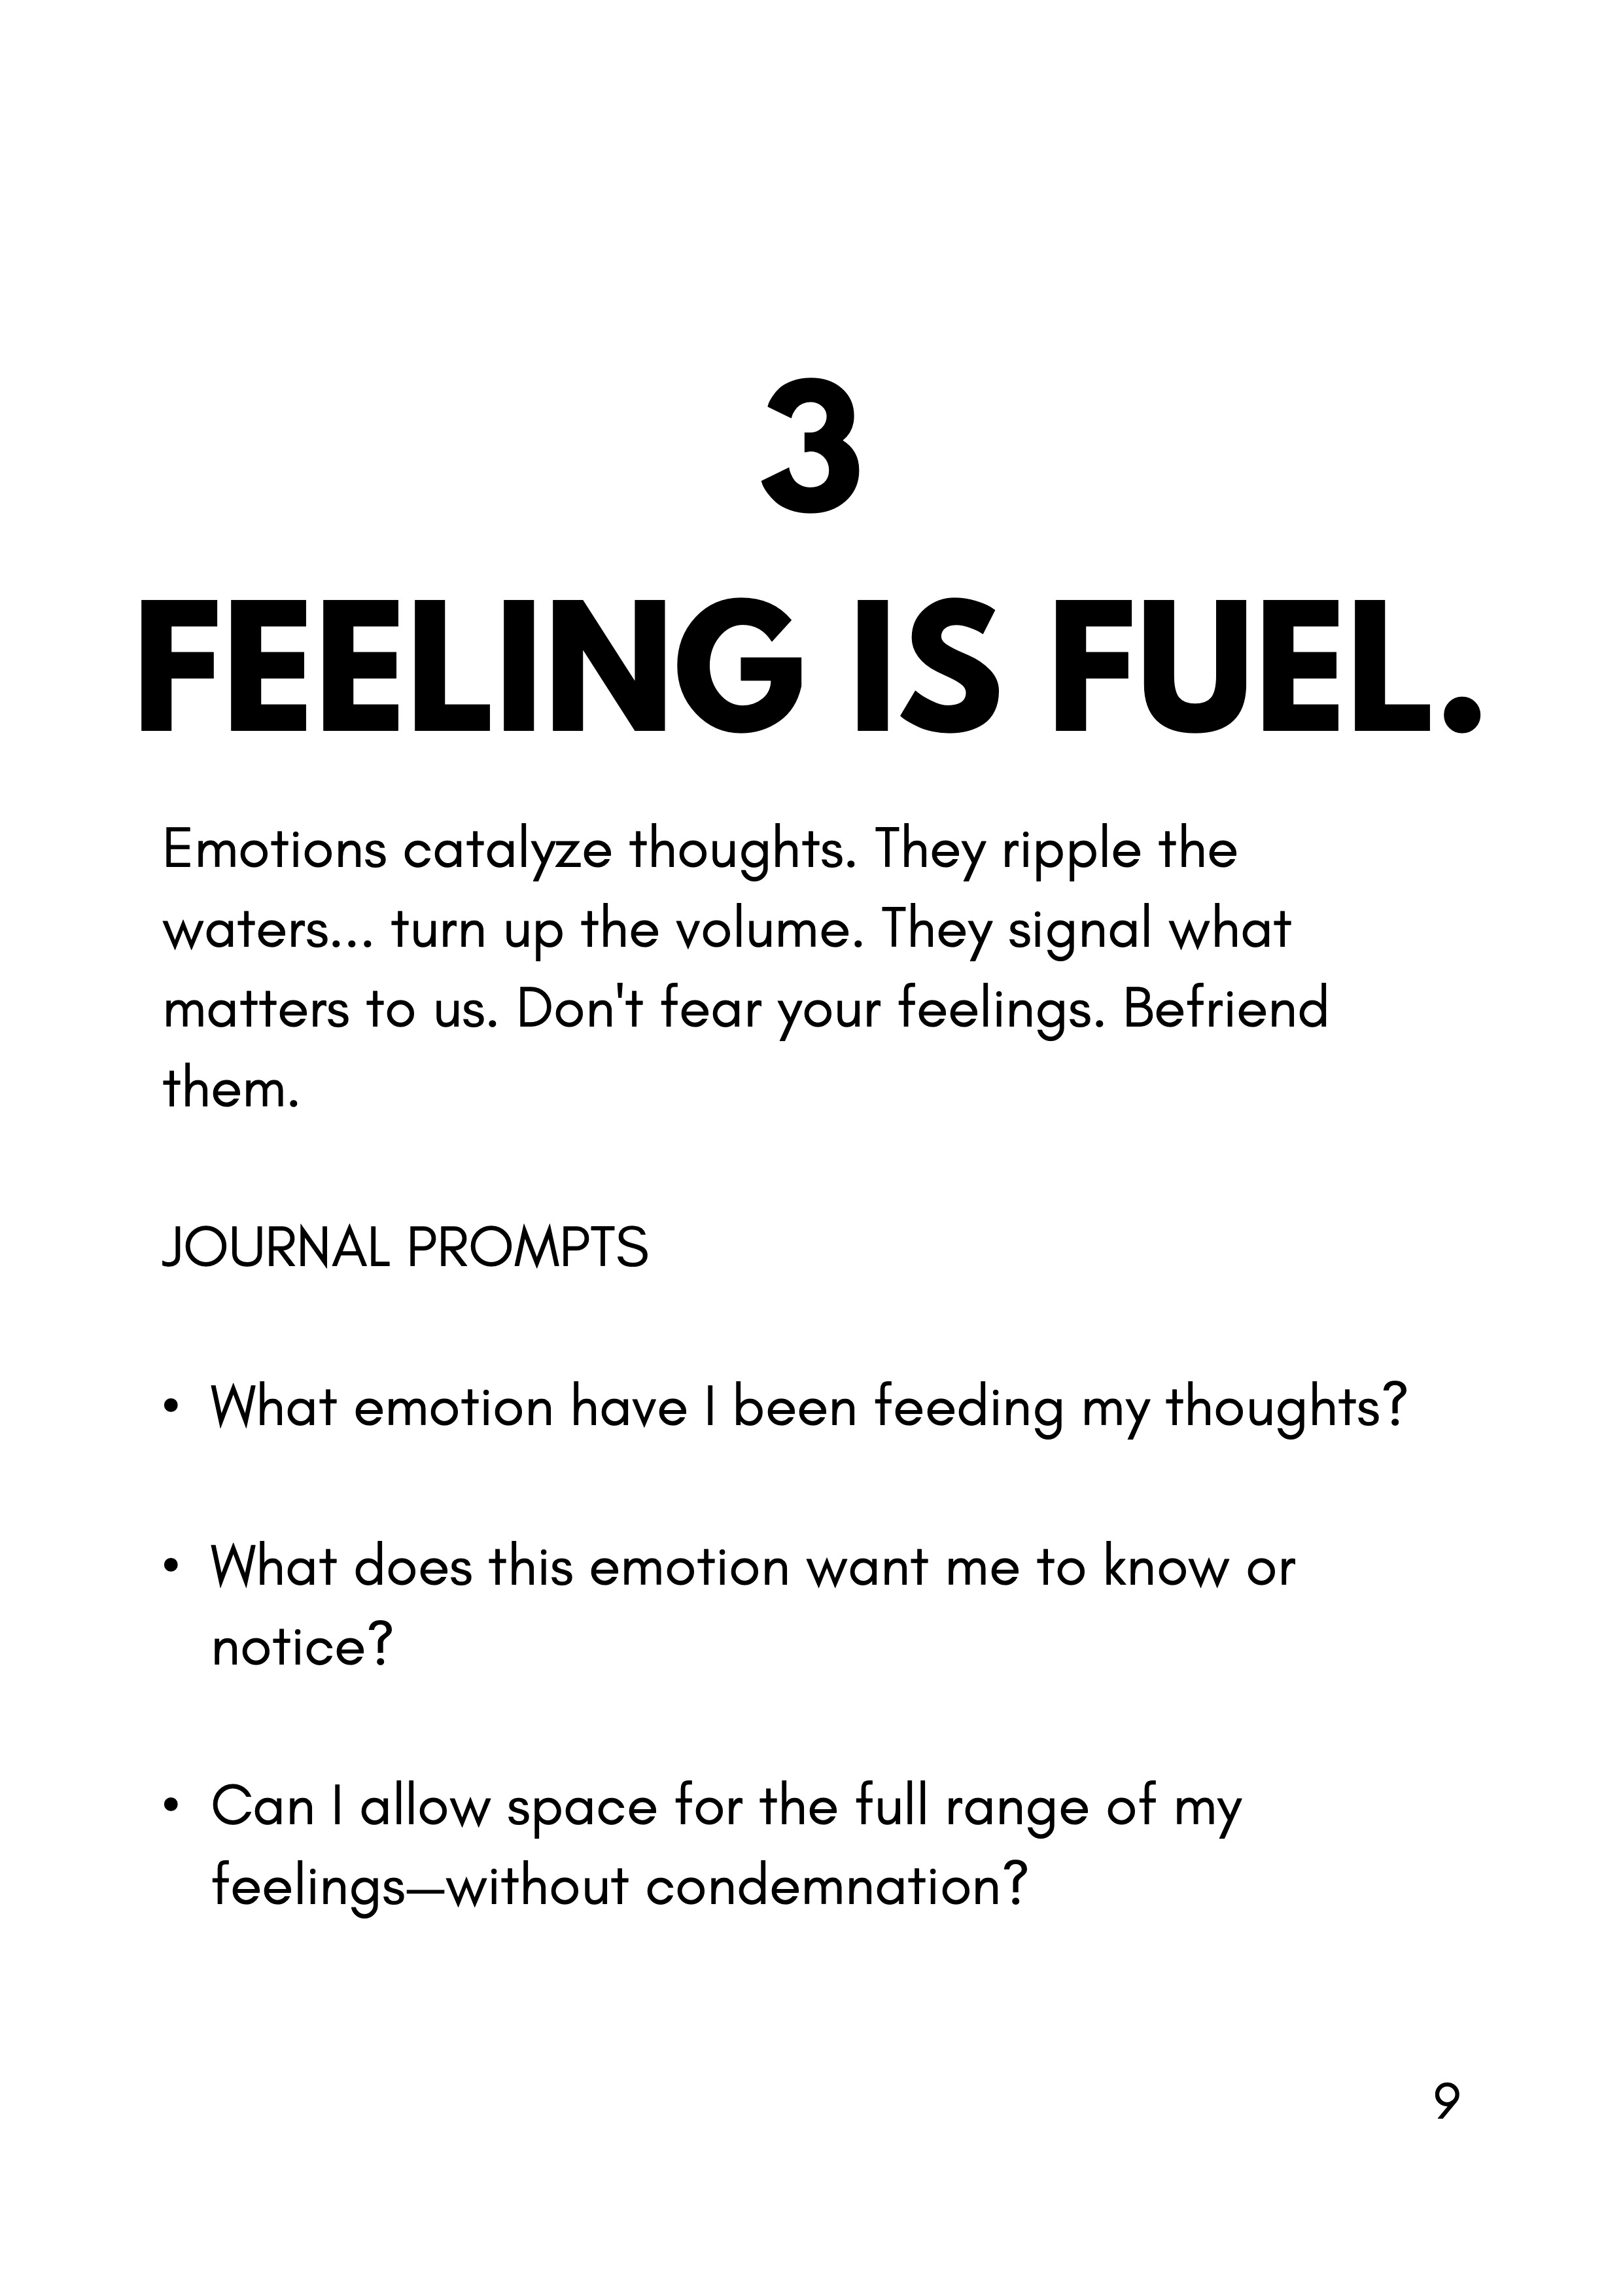 3
FEELING IS FUEL.
Emotions catalyze thoughts. They ripple the
waters... turn up the volume. They signal what
matters to us. Don't fear your feelings. Befriend
them.
JOURNAL PROMPTS
• What emotion have I been feeding my thoughts?
• What does this emotion want me to know or
notice?
• Can I allow space for the full range of my
feelings—without condemnation?
9